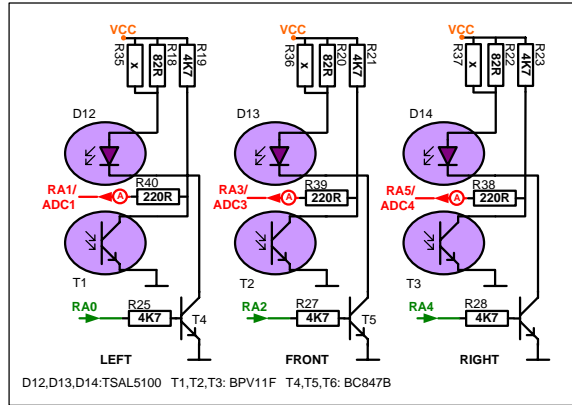 VCC VCC VCC
R35 R18 R19 R36 R20 R21 R37 R22 R23
x 82R 4K7 x 82R 4K7 x 82R 4K7
D12 D13 D14
RA1/ R40 RA3/ R39 RA5/ R38
ADC1 A 220R ADC3 A 220R ADC4 A 220R
T1 T2 T3
RA0 R25 RA2 R27 RA4 R28
4K7 T4 4K7 T5 4K7
LEFT FRONT RIGHT
D12,D13,D14:TSAL5100 T1,T2,T3: BPV11F T4,T5,T6: BC847B